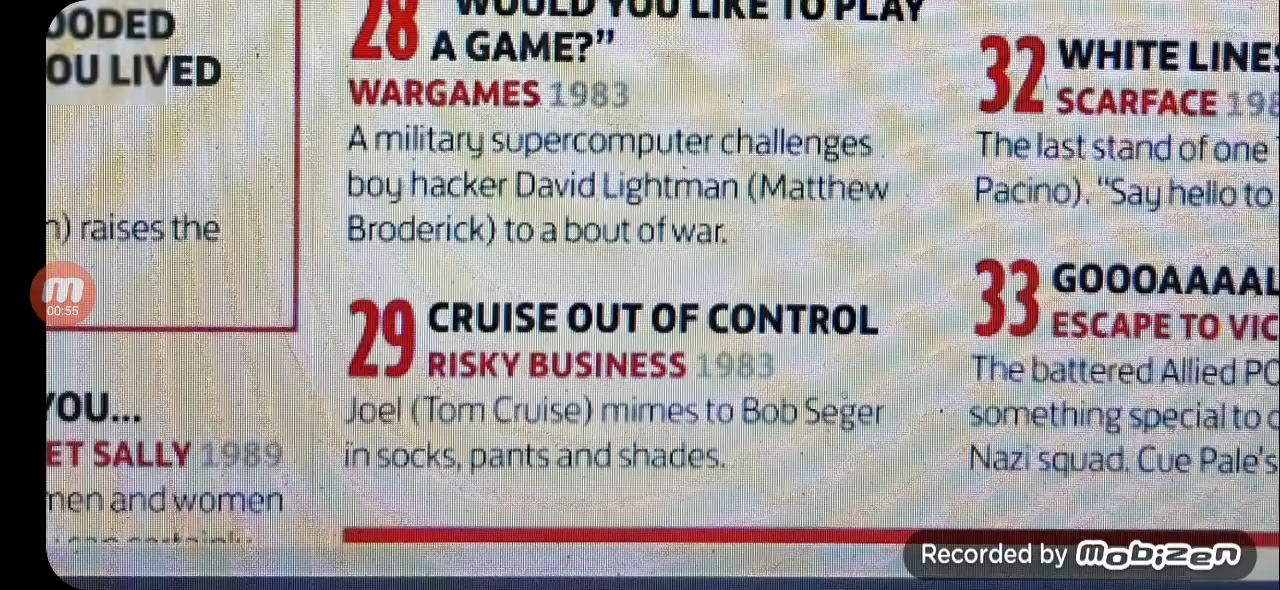 OODED
OU LIVED
n) raises the
00:55
YOU...
ET SALLY 1989
men and women
28 "WOULD YOU LIKE TO PLAY
A GAME?"
WARGAMES 1983
A military supercomputer challenges
boy hacker David Lightman (Matthew
Broderick) to a bout of war.
29 CRUISE OUT OF CONTROL
RISKY BUSINESS 1983
Joel (Tom Cruise) mimes to Bob Seger
in socks, pants and shades.
32 WHITE LINES
SCARFACE 198
The last stand of one
Pacino). "Say hello to
33 GOOOAAAAL
ESCAPE TO VIC
The battered Allied PO
something special to
Nazi squad. Cue Pale's
Recorded by Mobizen